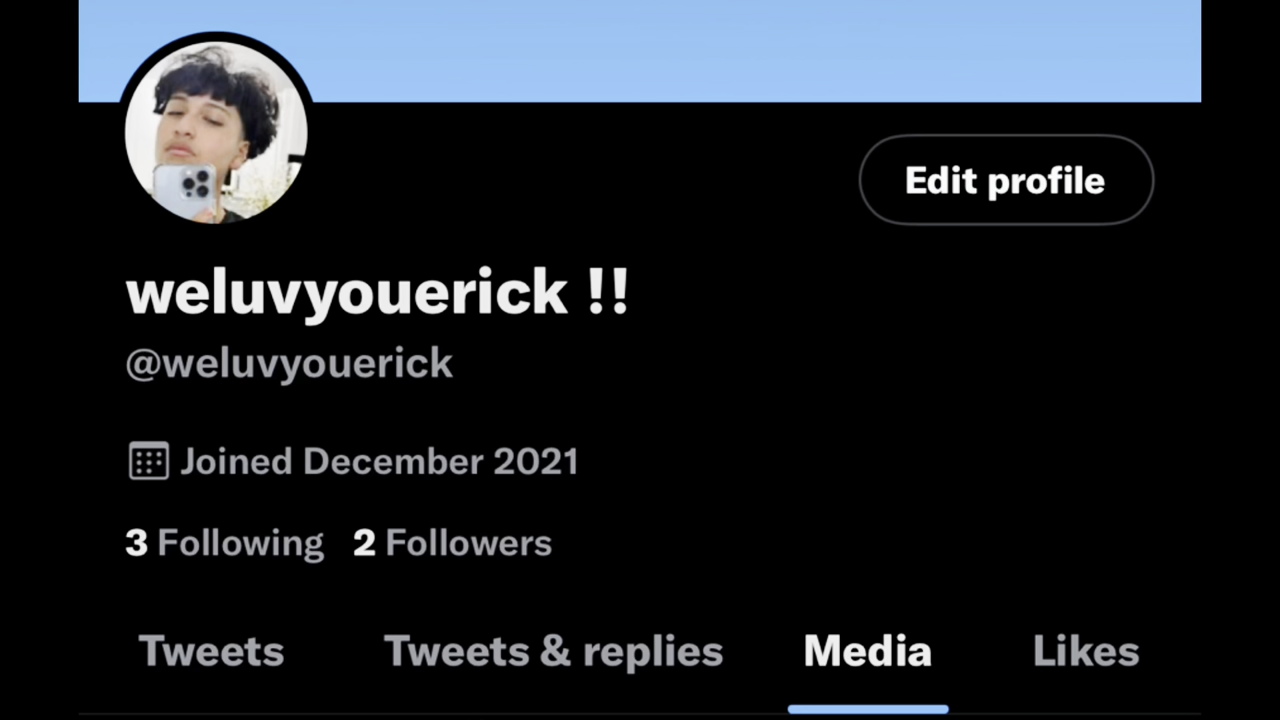 Edit profile
weluvyouerick !!
@weluvyouerick
Joined December 2021
3 Following 2 Followers
Tweets Tweets & replies Media Likes